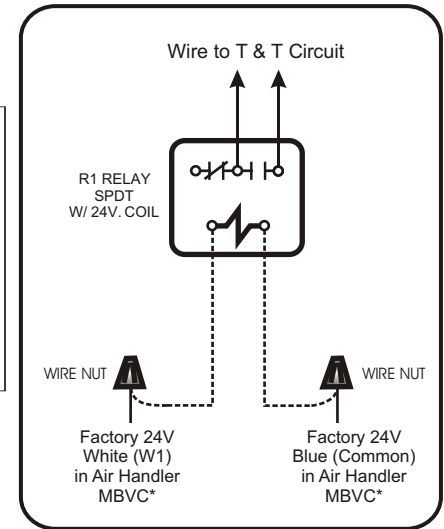 Wire to T & T Circuit
R1 RELAY
SPDT
W/ 24V. COIL
WIRE NUT
WIRE NUT
Factory 24V
White (W1)
in Air Handler
MBVC*
Factory 24V
Blue (Common)
in Air Handler
MBVC*